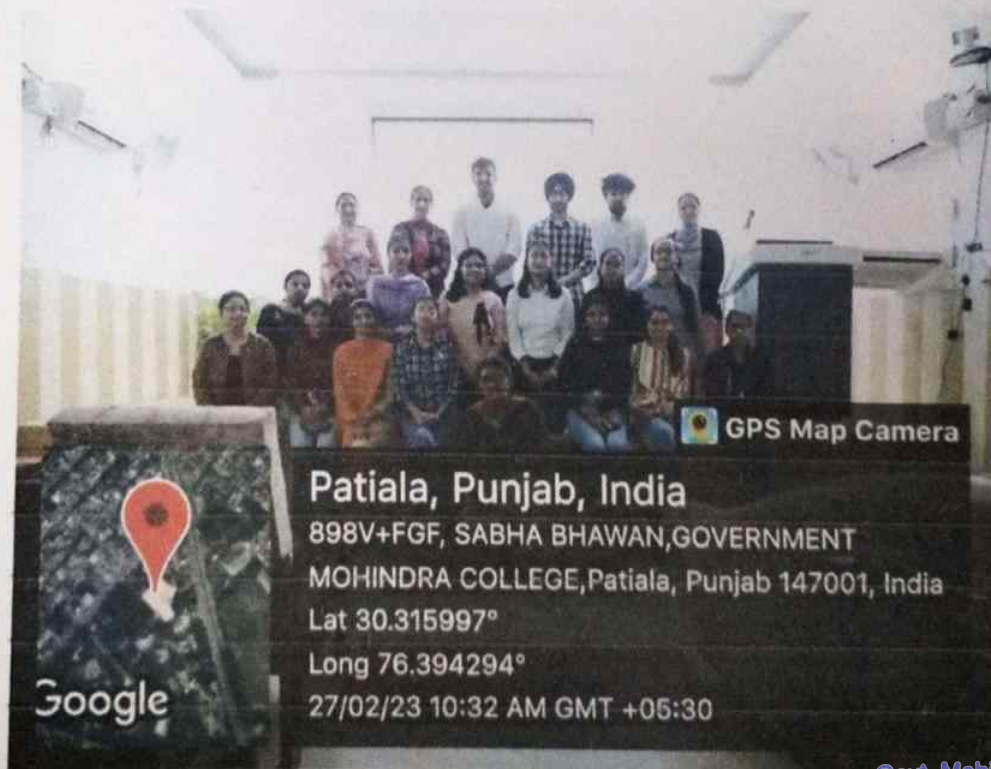 GPS Map Camera
Patiala, Punjab, India
898V+FGF, SABHA BHAWAN,GOVERNMENT
MOHINDRA COLLEGE,Patiala, Punjab 147001, India
Lat 30.315997°
Long 76.394294°
27/02/23 10:32 AM GMT +05:30
Google